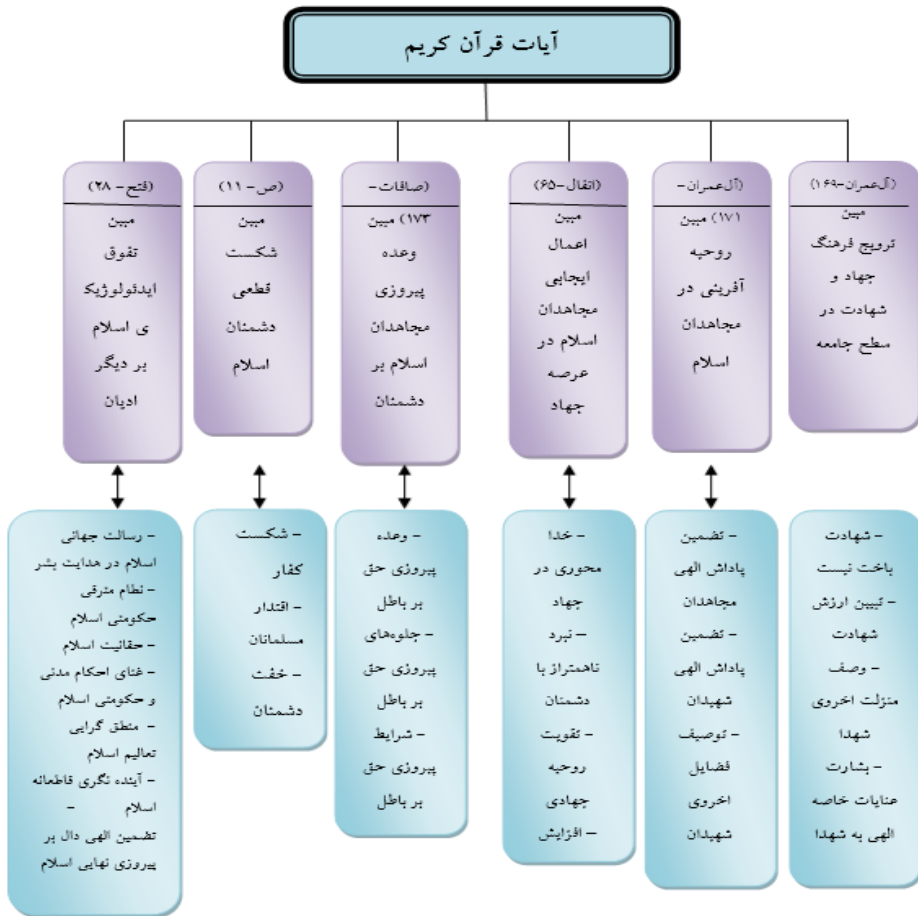 آیات قرآن کریم
(آل‌عمران-۱۶۹)
مبین
ترویج فرهنگ
جهاد و
شهادت در
سطح جامعه
(آل‌عمران-
۱۷۱) مبین
روحیه
آفرینی در
مجاهدان
اسلام
(انفال-۶۵)
مبین
اعمال
ایجابی
مجاهدان
اسلام در
عرصه
جهاد
(صافات-
۱۷۳) مبین
وعده
پیروزی
مجاهدان
اسلام بر
دشمنان
(ص-۱۱)
مبین
شکست
قطعی
دشمنان
اسلام
(فتح-۲۸)
مبین
تفوق
ایدئولوژیک
ی اسلام
بر دیگر
ادیان
- شهادت
باخت نیست
- تبیین ارزش
شهادت
- وصف
منزلت اخروی
شهدا
- بشارت
عنایات خاصه
الهی به شهدا
- تضمین
پاداش الهی
مجاهدان
- تضمین
پاداش الهی
شهیدان
- توصیف
فضایل
اخروی
شهیدان
- خدا
محوری در
جهاد
- نبرد
ناهمتراز با
دشمنان
- تقویت
روحیه
جهادی
- افزایش
- وعده
پیروزی حق
بر باطل
- جلوه‌های
پیروزی حق
بر باطل
- شرایط
پیروزی حق
بر باطل
- شکست
کفار
- اقتدار
مسلمانان
- خفت
دشمنان
- رسالت جهانی
اسلام در هدایت بشر
- نظام مترقی
حکومتی اسلام
- حقانیت اسلام
- غنای احکام مدنی
و حکومتی اسلام
- منطق گرایی
تعالیم اسلام
- آینده نگری قاطعانه
اسلام -
تضمین الهی دال بر
پیروزی نهایی اسلام